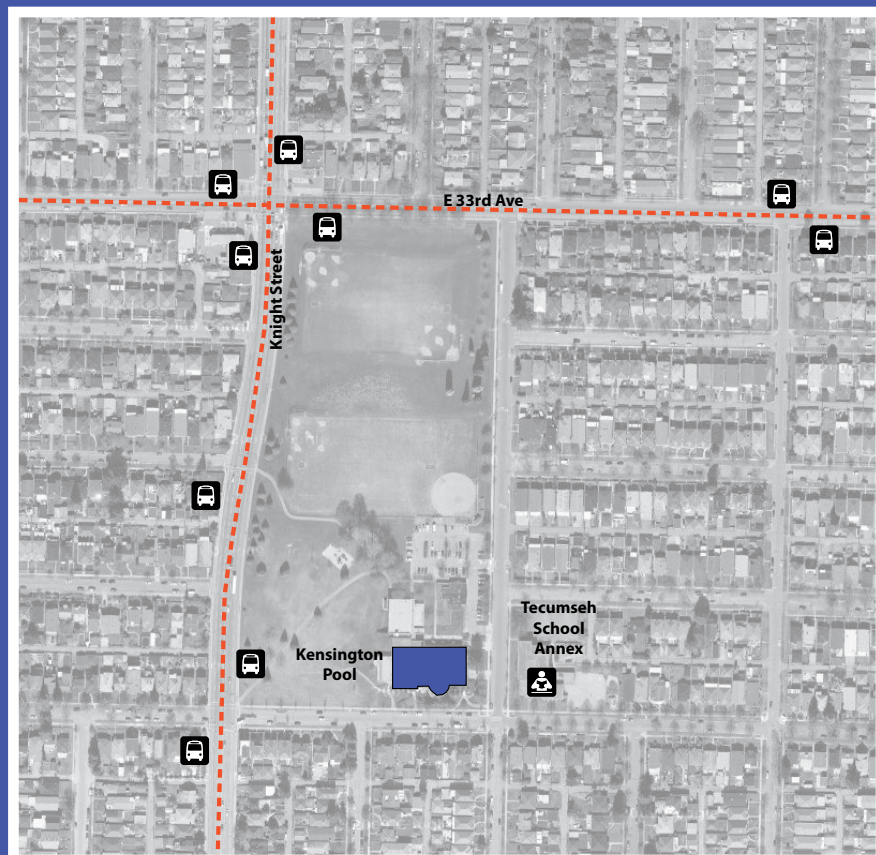 E 33rd Ave
Knight Street
Tecumseh
School
Annex
Kensington
Pool